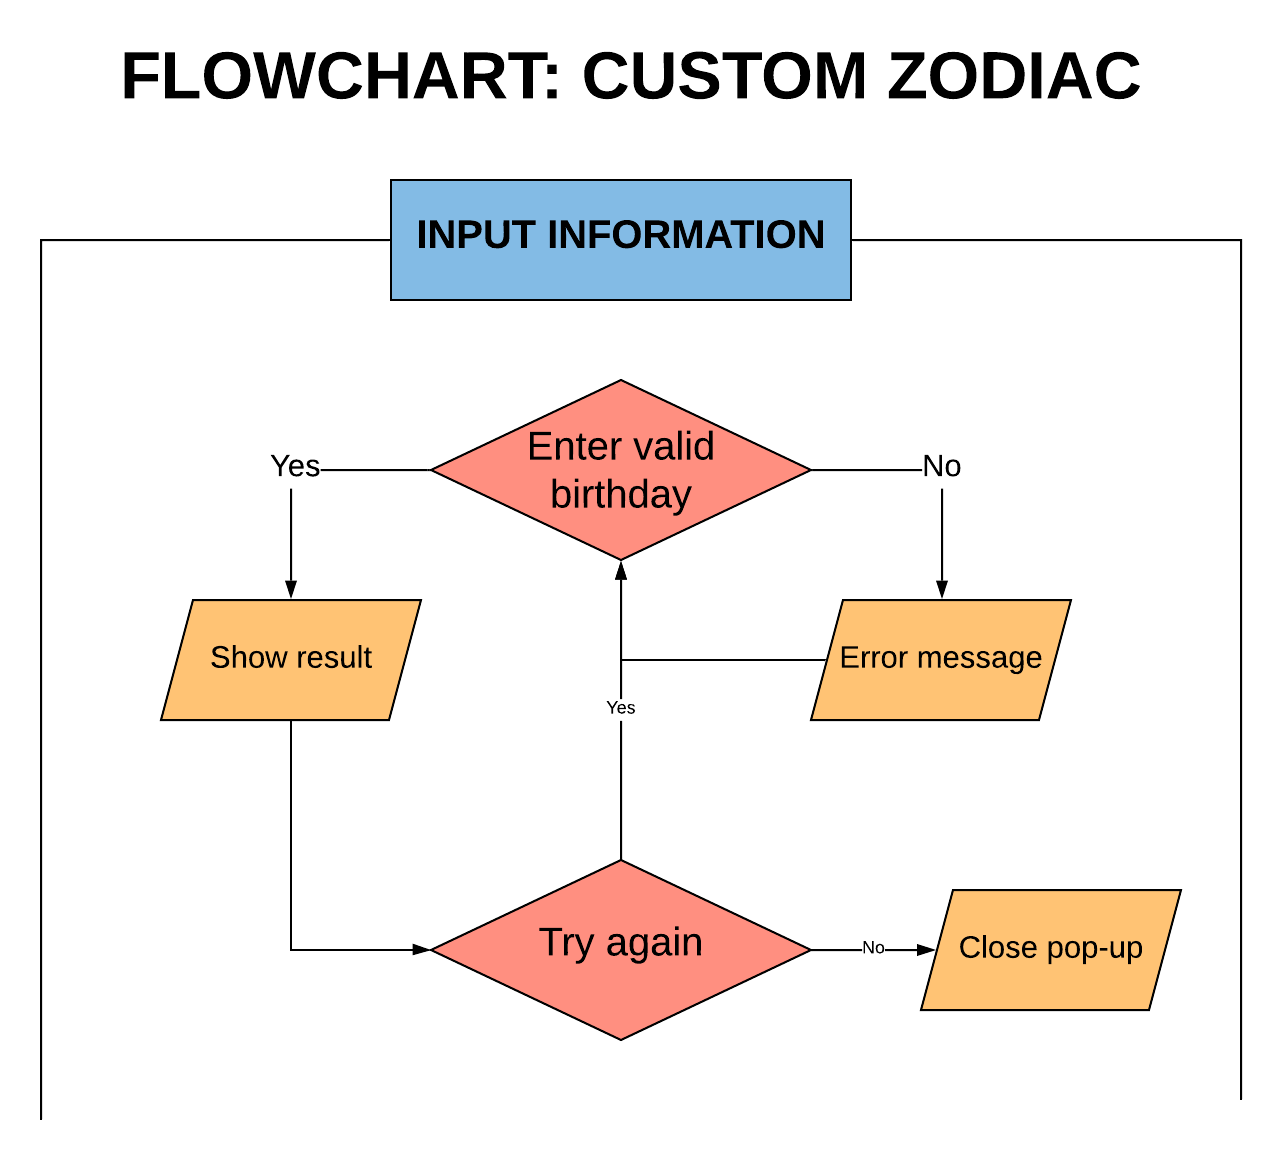 FLOWCHART: CUSTOM ZODIAC
INPUT INFORMATION
Enter valid
birthday
Yes
No
Show result
Error message
Yes
Try again
No
Close pop-up